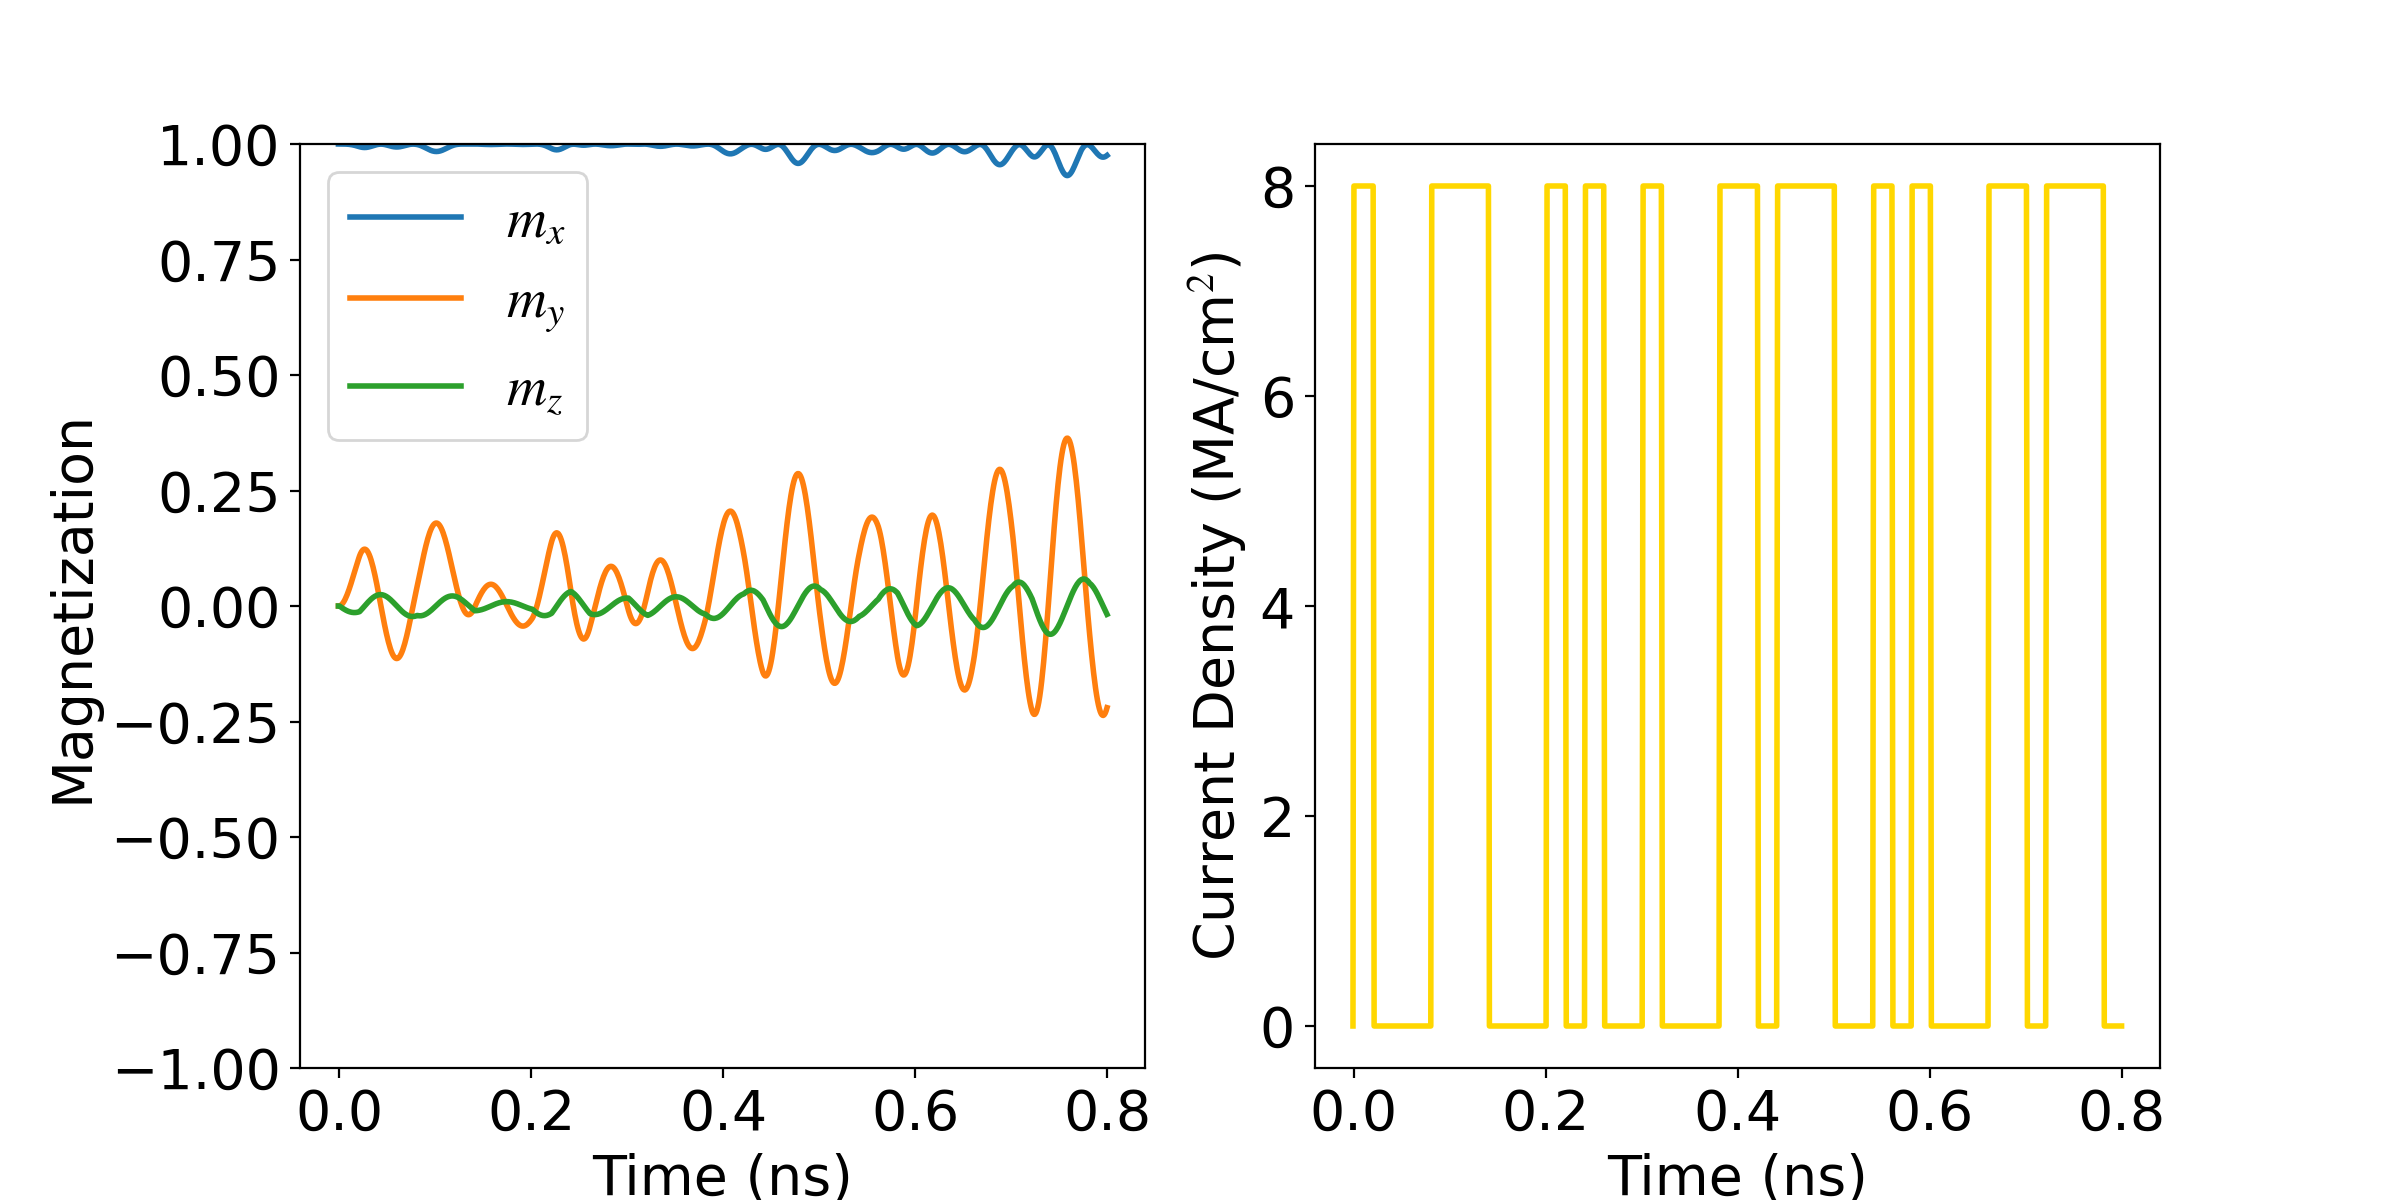 Magnetization
1.00
0.75
0.50
0.25
0.00
−0.25
−0.50
−0.75
−1.00
m_x
m_y
m_z
0.0 0.2 0.4 0.6 0.8
Time (ns)
Current Density (MA/cm²)
8
6
4
2
0
0.0 0.2 0.4 0.6 0.8
Time (ns)